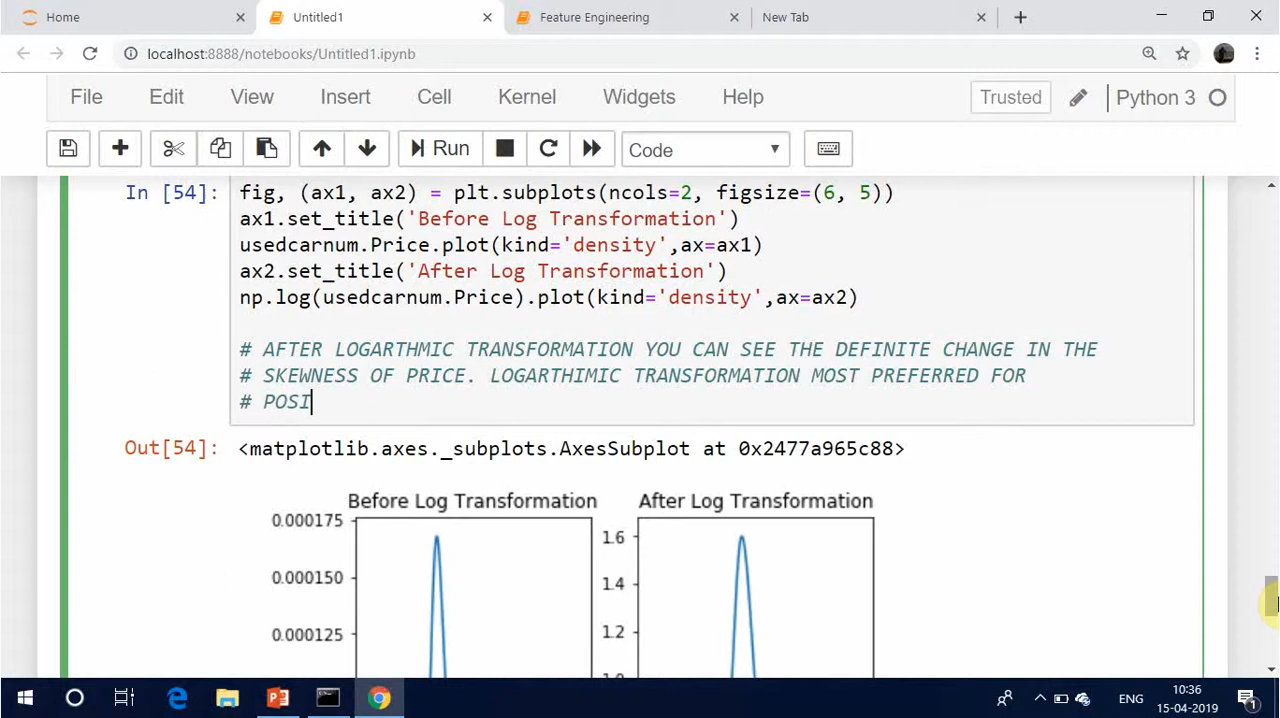 Home
Untitled1
Feature Engineering
New Tab
localhost:8888/notebooks/Untitled1.ipynb
File Edit View Insert Cell Kernel Widgets Help Trusted Python 3
Run Code
In [54]: fig, (ax1, ax2) = plt.subplots(ncols=2, figsize=(6, 5))
ax1.set_title('Before Log Transformation')
usedcarnum.Price.plot(kind='density',ax=ax1)
ax2.set_title('After Log Transformation')
np.log(usedcarnum.Price).plot(kind='density',ax=ax2)
# AFTER LOGARTHMIC TRANSFORMATION YOU CAN SEE THE DEFINITE CHANGE IN THE
# SKEWNESS OF PRICE. LOGARTHIMIC TRANSFORMATION MOST PREFERRED FOR
# POSI
Out[54]: <matplotlib.axes._subplots.AxesSubplot at 0x2477a965c88>
Before Log Transformation After Log Transformation
0.000175
1.6
0.000150
1.4
0.000125
1.2
ENG
10:36
15-04-2019
1